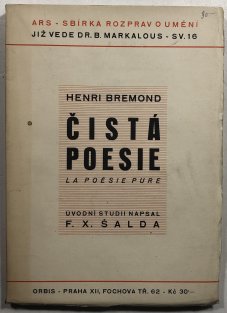 30-
ARS - SBÍRKA ROZPRAV O UMĚNÍ
JIŽ VEDE DR. B. MARKALOUS - SV. 16
HENRI BREMOND
ČISTÁ
POESIE
LA POÉSIE PURE
ÚVODNÍ STUDII NAPSAL
F. X. ŠALDA
ORBIS - PRAHA XII, FOCHOVA TŘ. 62 - Kč 30·-